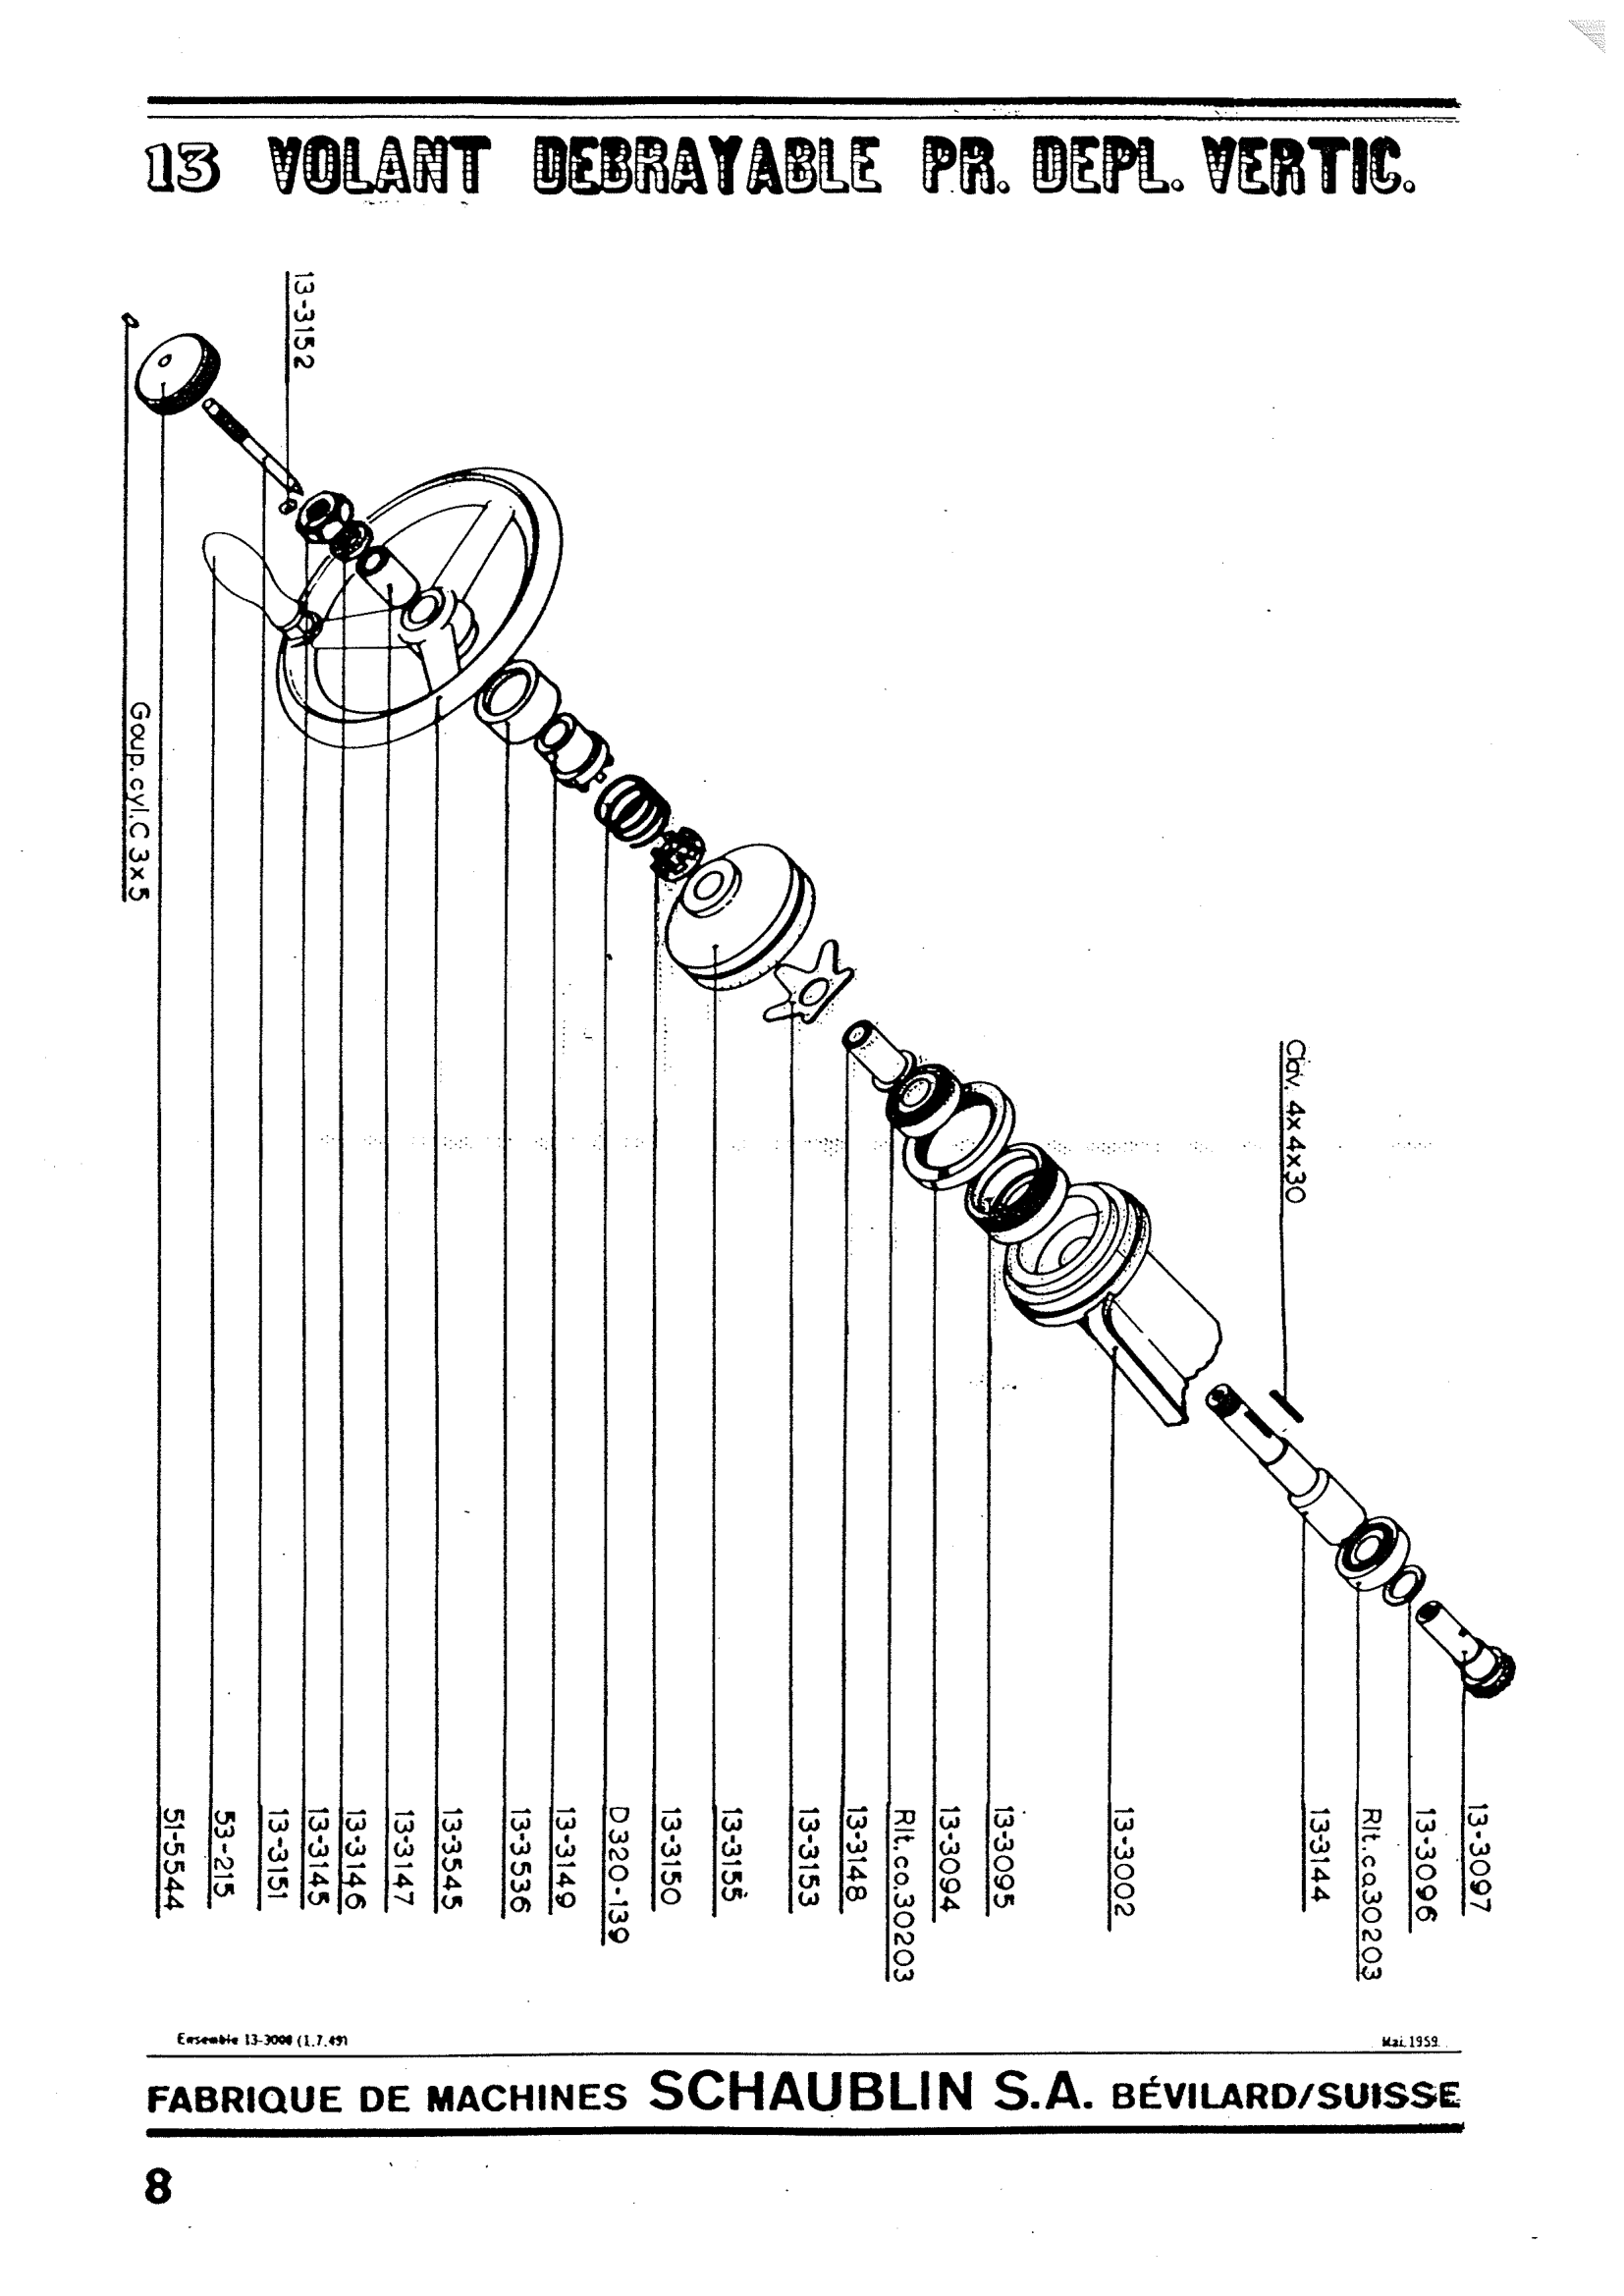 13 VOLANT DEBRAYABLE PR. DEPL. VERTIC.
13-3152
Goup.cyl.C 3x5
Clav. 4x4x30
51-5544
53-215
13-3151
13-3145
13-3146
13-3147
13-3545
13-3536
13-3149
D320-139
13-3150
13-3155
13-3153
13-3148
Rlt.co.30203
13-3094
13-3095
13-3002
13-3144
Rlt.co.30203
13-3096
13-3097
Ensemble 13-3008 (1.7.49)
Mai.1959.
FABRIQUE DE MACHINES SCHAUBLIN S.A. BÉVILARD/SUISSE
8